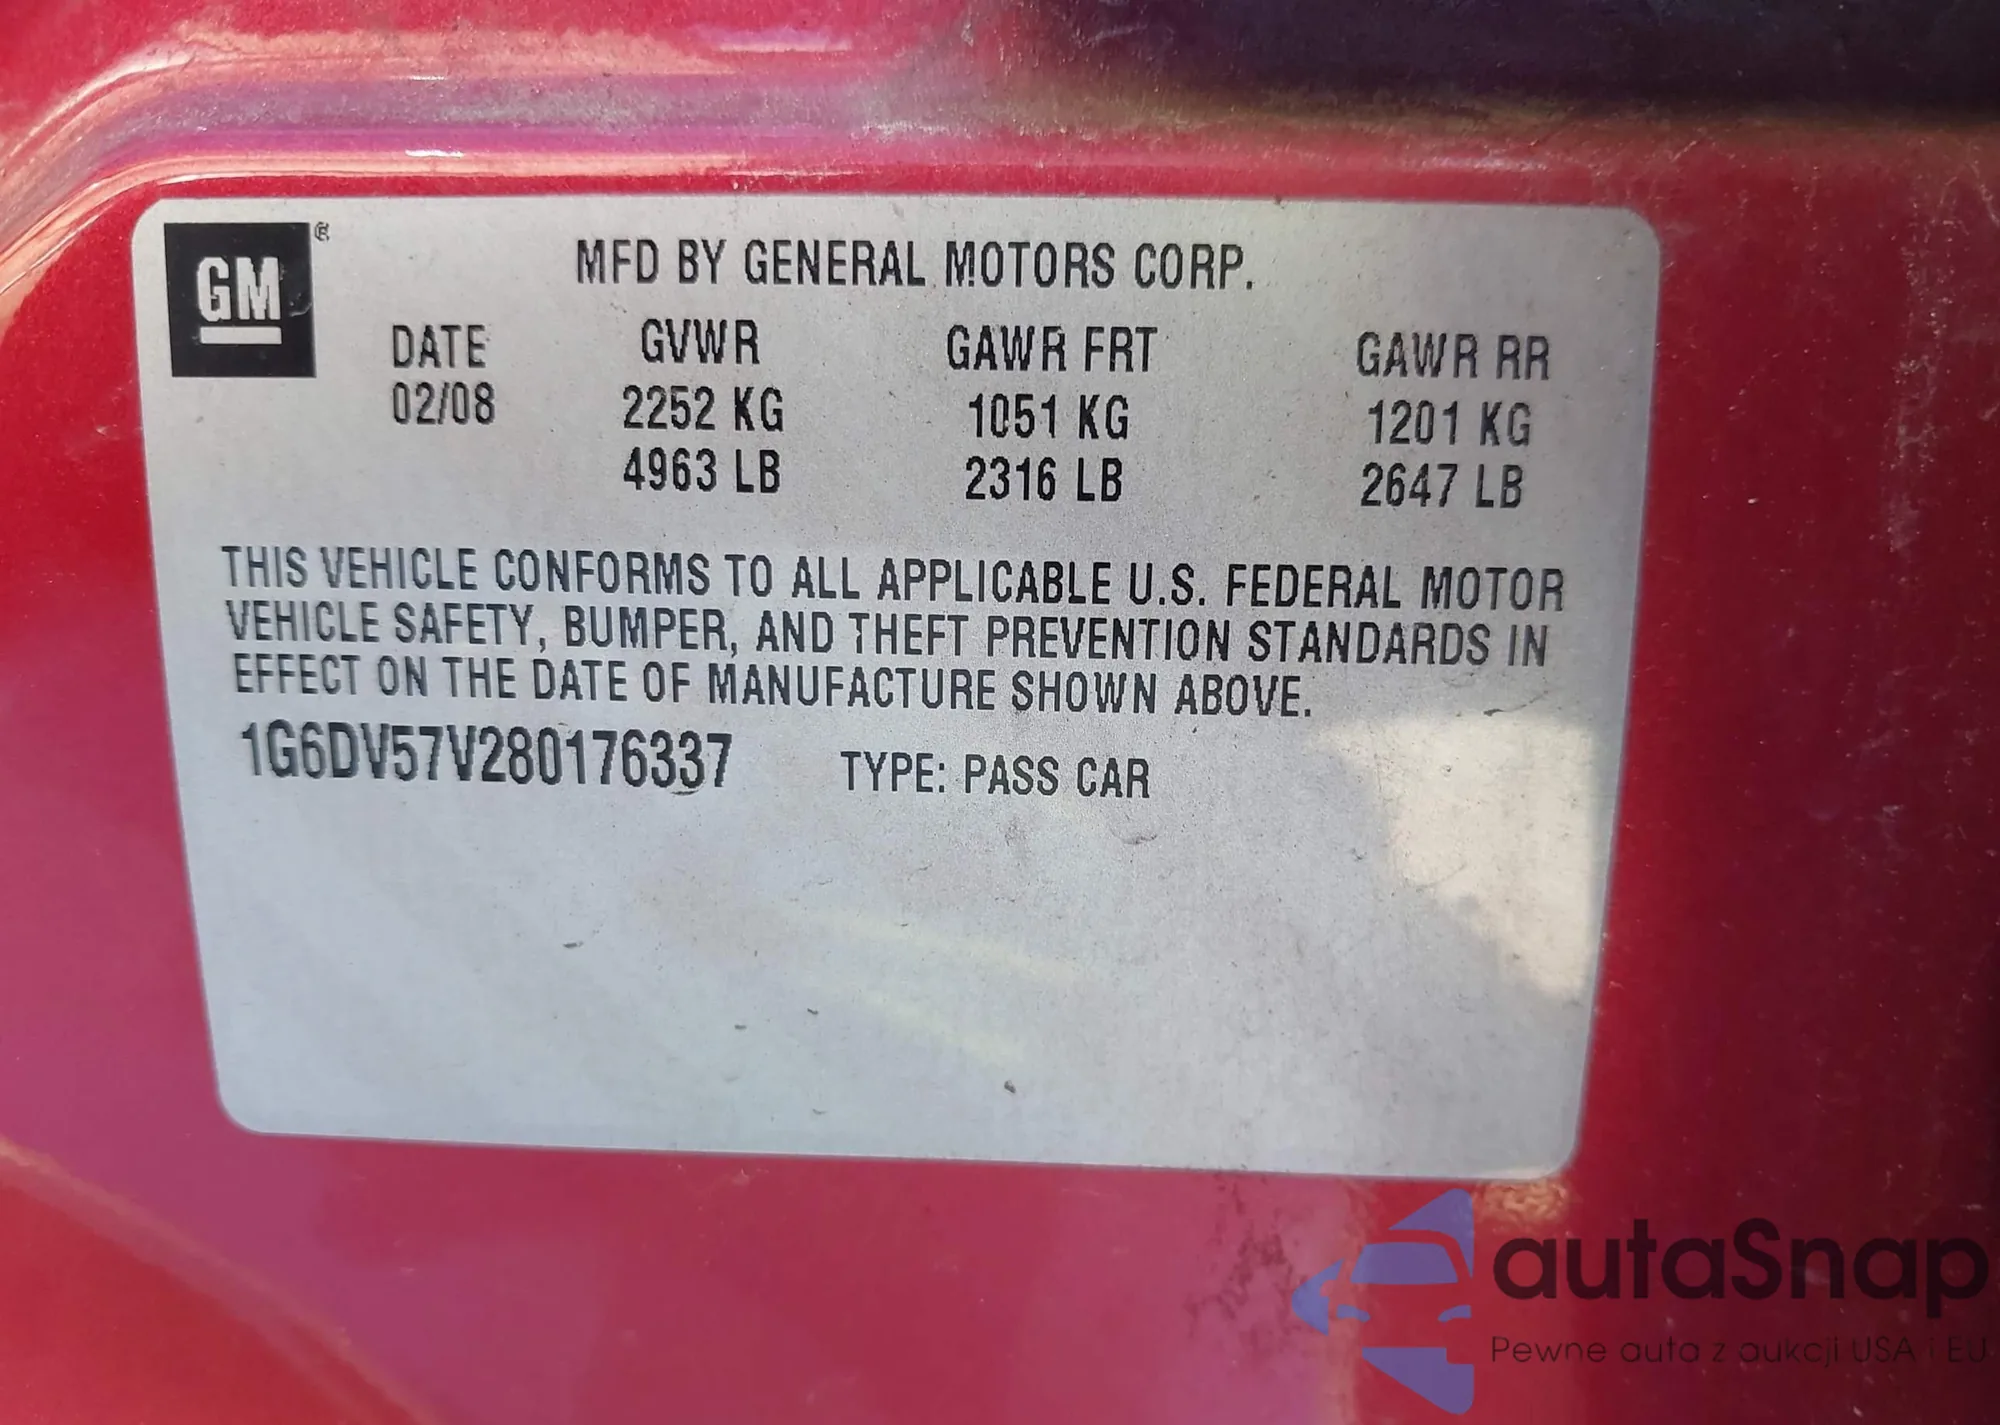 GM ®
MFD BY GENERAL MOTORS CORP.
DATE GVWR GAWR FRT GAWR RR
02/08 2252 KG 1051 KG 1201 KG
4963 LB 2316 LB 2647 LB
THIS VEHICLE CONFORMS TO ALL APPLICABLE U.S. FEDERAL MOTOR
VEHICLE SAFETY, BUMPER, AND THEFT PREVENTION STANDARDS IN
EFFECT ON THE DATE OF MANUFACTURE SHOWN ABOVE.
1G6DV57V280176337 TYPE: PASS CAR
autaSnap
Pewne auta z aukcji USA i EU